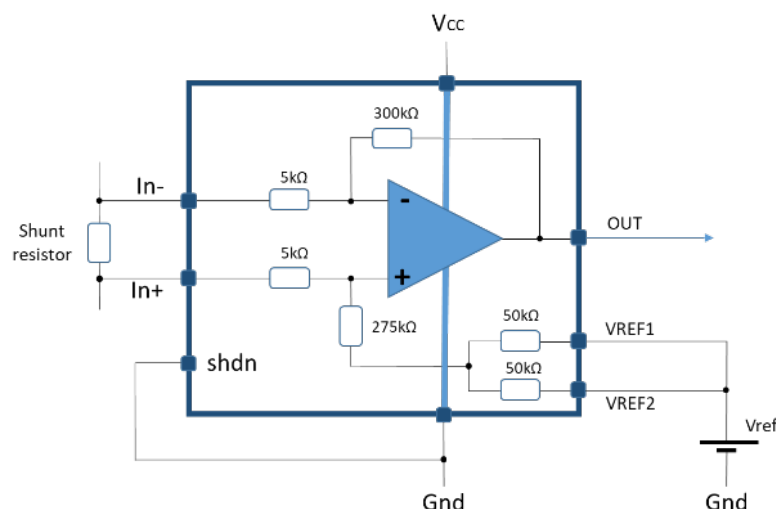 Vcc
300kΩ
5kΩ
In-
-
Shunt
resistor
OUT
5kΩ
In+
+
275kΩ
50kΩ
VREF1
shdn
50kΩ
VREF2
Vref
Gnd
Gnd